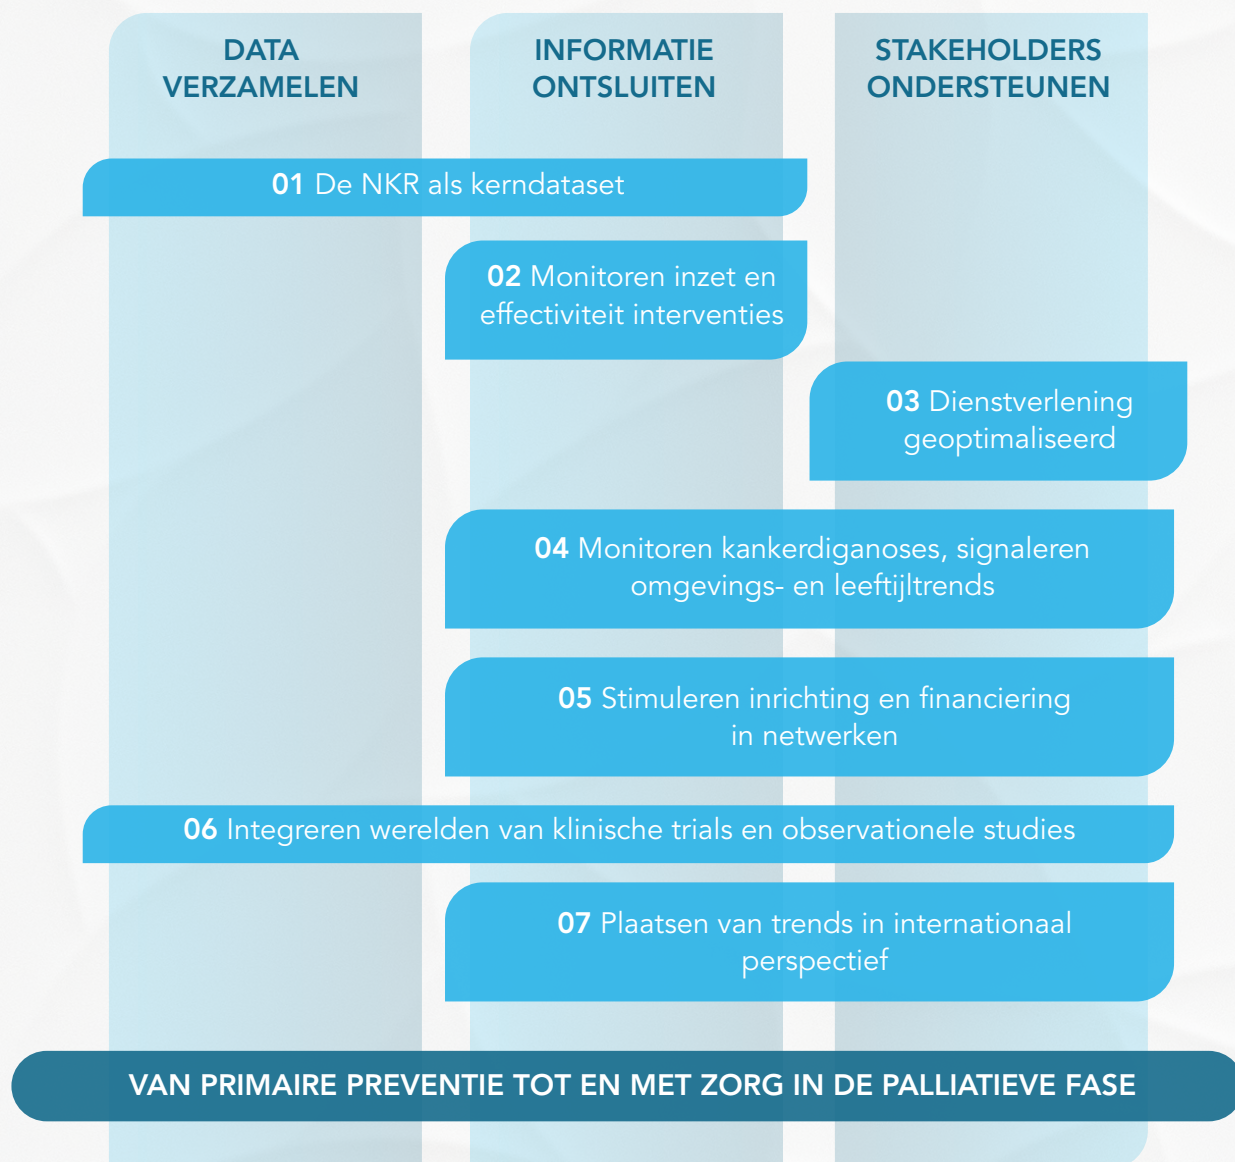 DATA
VERZAMELEN
INFORMATIE
ONTSLUITEN
STAKEHOLDERS
ONDERSTEUNEN
01 De NKR als kerndataset
02 Monitoren inzet en
effectiviteit interventies
03 Dienstverlening
geoptimaliseerd
04 Monitoren kankerdiganoses, signaleren
omgevings- en leeftijltrends
05 Stimuleren inrichting en financiering
in netwerken
06 Integreren werelden van klinische trials en observationele studies
07 Plaatsen van trends in internationaal
perspectief
VAN PRIMAIRE PREVENTIE TOT EN MET ZORG IN DE PALLIATIEVE FASE